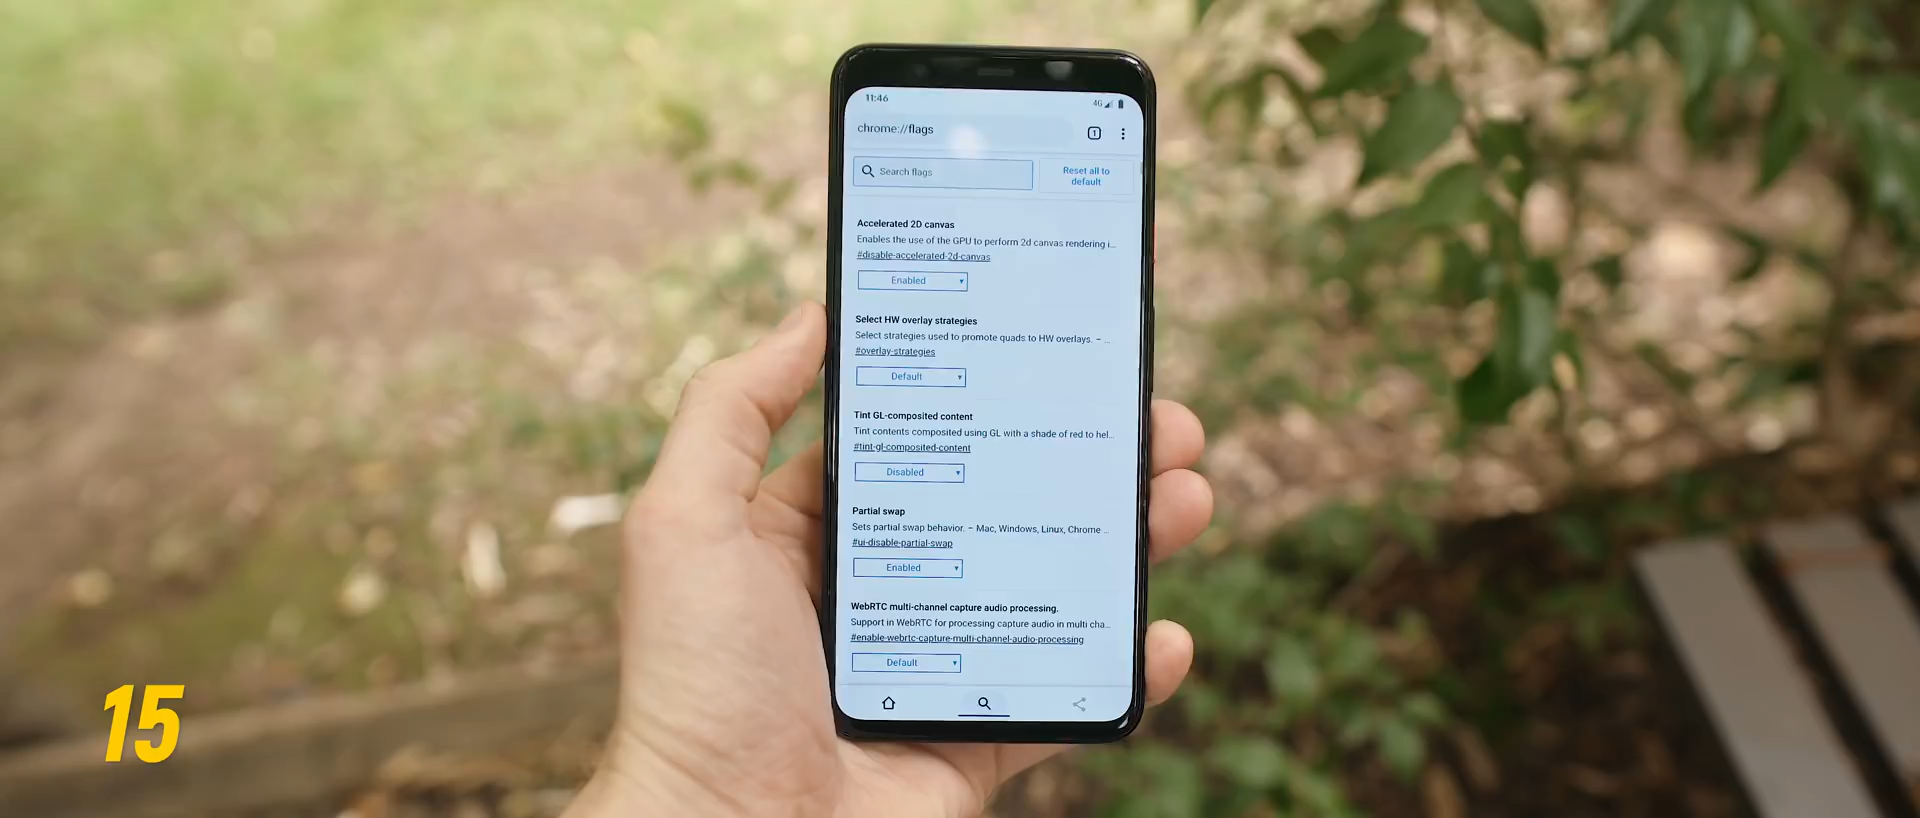 11:46
4G
chrome://flags
1
Search flags
Reset all to
default
Accelerated 2D canvas
Enables the use of the GPU to perform 2d canvas rendering i...
#disable-accelerated-2d-canvas
Enabled
Select HW overlay strategies
Select strategies used to promote quads to HW overlays. – ...
#overlay-strategies
Default
Tint GL-composited content
Tint contents composited using GL with a shade of red to hel...
#tint-gl-composited-content
Disabled
Partial swap
Sets partial swap behavior. – Mac, Windows, Linux, Chrome ...
#ui-disable-partial-swap
Enabled
WebRTC multi-channel capture audio processing.
Support in WebRTC for processing capture audio in multi cha...
#enable-webrtc-capture-multi-channel-audio-processing
Default
15